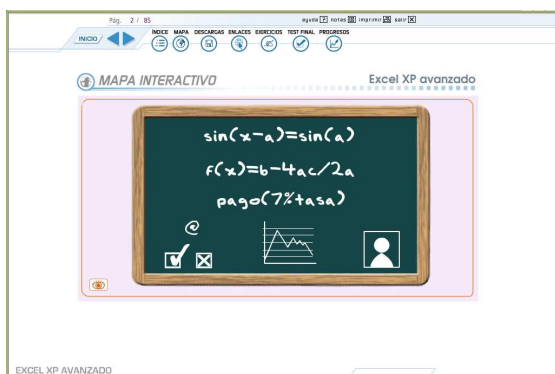 Pág. 2 / 85
ayuda ? notas imprimir salir X
INICIO
ÍNDICE MAPA DESCARGAS ENLACES EJERCICIOS TEST FINAL PROGRESOS
MAPA INTERACTIVO
Excel XP avanzado
sin(x-a)=sin(a)
f(x)=b-4ac/2a
pago(7%tasa)
@
EXCEL XP AVANZADO